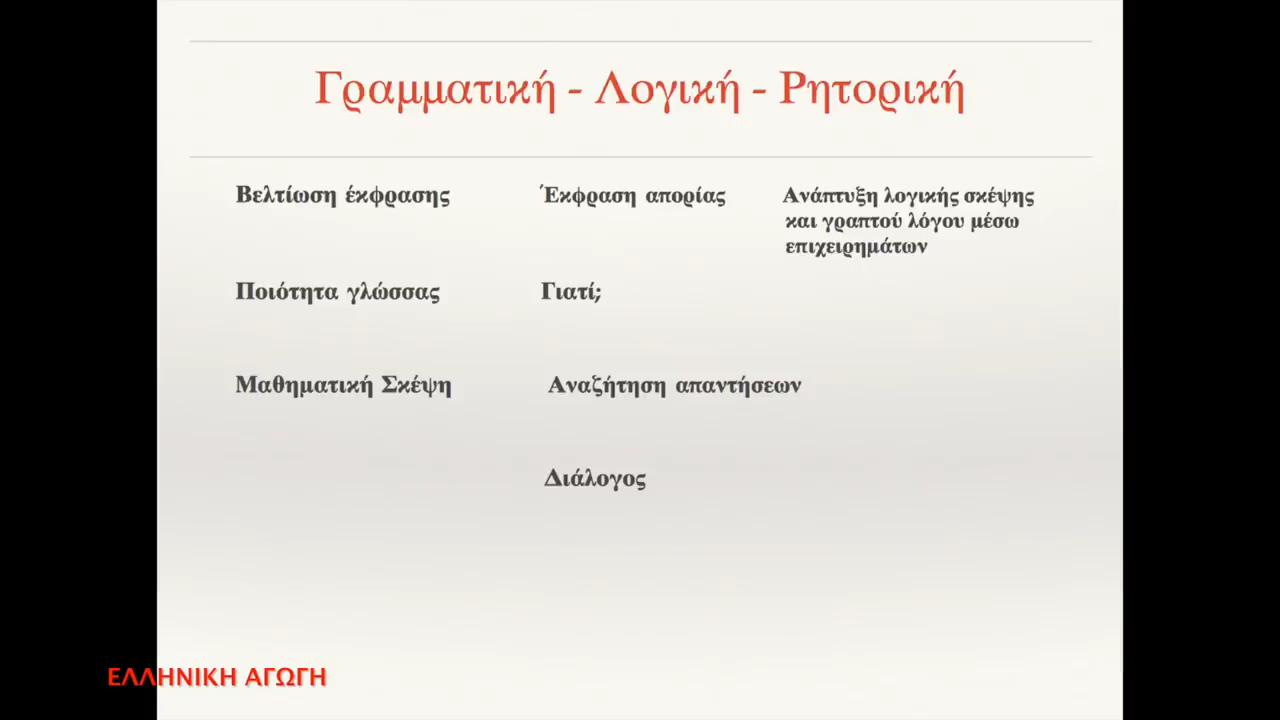 Γραμματική - Λογική - Ρητορική
Βελτίωση έκφρασης
Έκφραση απορίας
Ανάπτυξη λογικής σκέψης
και γραπτού λόγου μέσω
επιχειρημάτων
Ποιότητα γλώσσας
Γιατί;
Μαθηματική Σκέψη
Αναζήτηση απαντήσεων
Διάλογος
ΕΛΛΗΝΙΚΗ ΑΓΩΓΗ